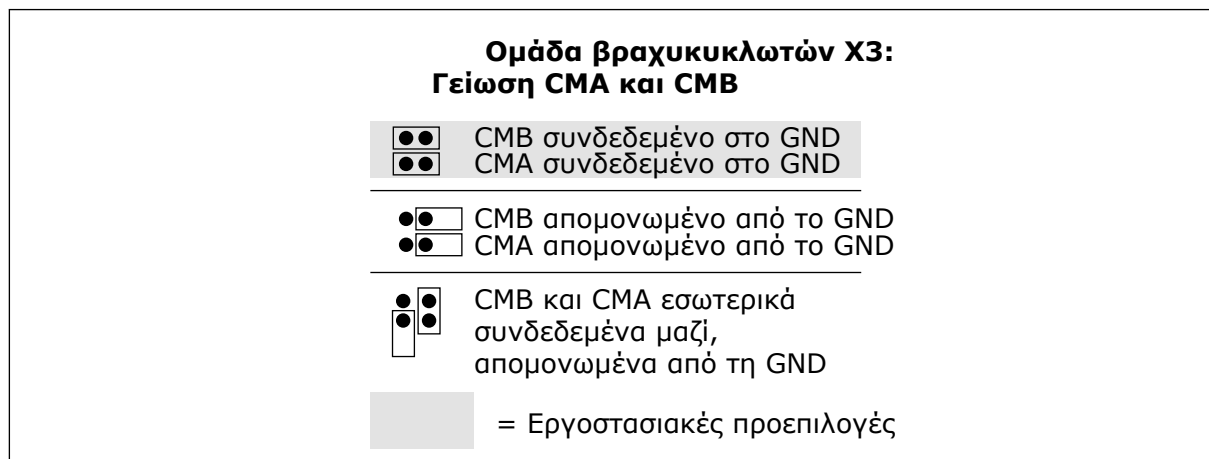 Ομάδα βραχυκυκλωτών X3:
Γείωση CMA και CMB
CMB συνδεδεμένο στο GND
CMA συνδεδεμένο στο GND
CMB απομονωμένο από το GND
CMA απομονωμένο από το GND
CMB και CMA εσωτερικά
συνδεδεμένα μαζί,
απομονωμένα από τη GND
= Εργοστασιακές προεπιλογές